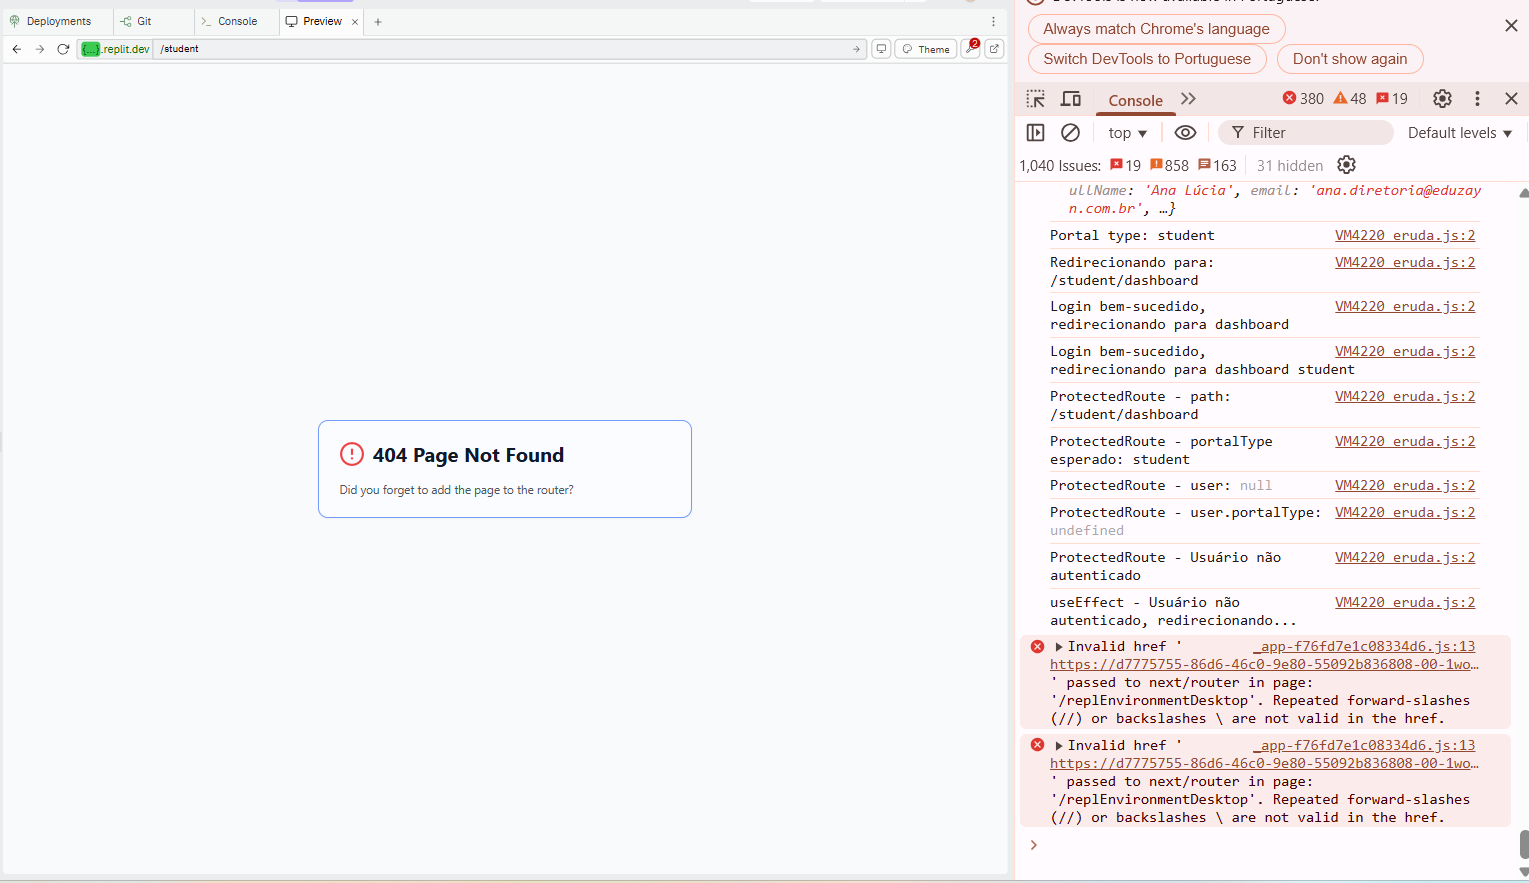 Deployments
Git
Console
Preview
{...}.replit.dev
/student
Theme
2
404 Page Not Found
Did you forget to add the page to the router?
Always match Chrome's language
Switch DevTools to Portuguese
Don't show again
Console
380
48
19
top
Filter
Default levels
1,040 Issues:
19
858
163
31 hidden
ullName: 'Ana Lúcia', email: 'ana.diretoria@eduzay
n.com.br', …}
Portal type: student VM4220 eruda.js:2
Redirecionando para: VM4220 eruda.js:2
/student/dashboard
Login bem-sucedido, VM4220 eruda.js:2
redirecionando para dashboard
Login bem-sucedido, VM4220 eruda.js:2
redirecionando para dashboard student
ProtectedRoute - path: VM4220 eruda.js:2
/student/dashboard
ProtectedRoute - portalType VM4220 eruda.js:2
esperado: student
ProtectedRoute - user: null VM4220 eruda.js:2
ProtectedRoute - user.portalType: VM4220 eruda.js:2
undefined
ProtectedRoute - Usuário não VM4220 eruda.js:2
autenticado
useEffect - Usuário não VM4220 eruda.js:2
autenticado, redirecionando...
Invalid href ' _app-f76fd7e1c08334d6.js:13
https://d7775755-86d6-46c0-9e80-55092b836808-00-1wo…
' passed to next/router in page:
'/replEnvironmentDesktop'. Repeated forward-slashes
(//) or backslashes \ are not valid in the href.
Invalid href ' _app-f76fd7e1c08334d6.js:13
https://d7775755-86d6-46c0-9e80-55092b836808-00-1wo…
' passed to next/router in page:
'/replEnvironmentDesktop'. Repeated forward-slashes
(//) or backslashes \ are not valid in the href.